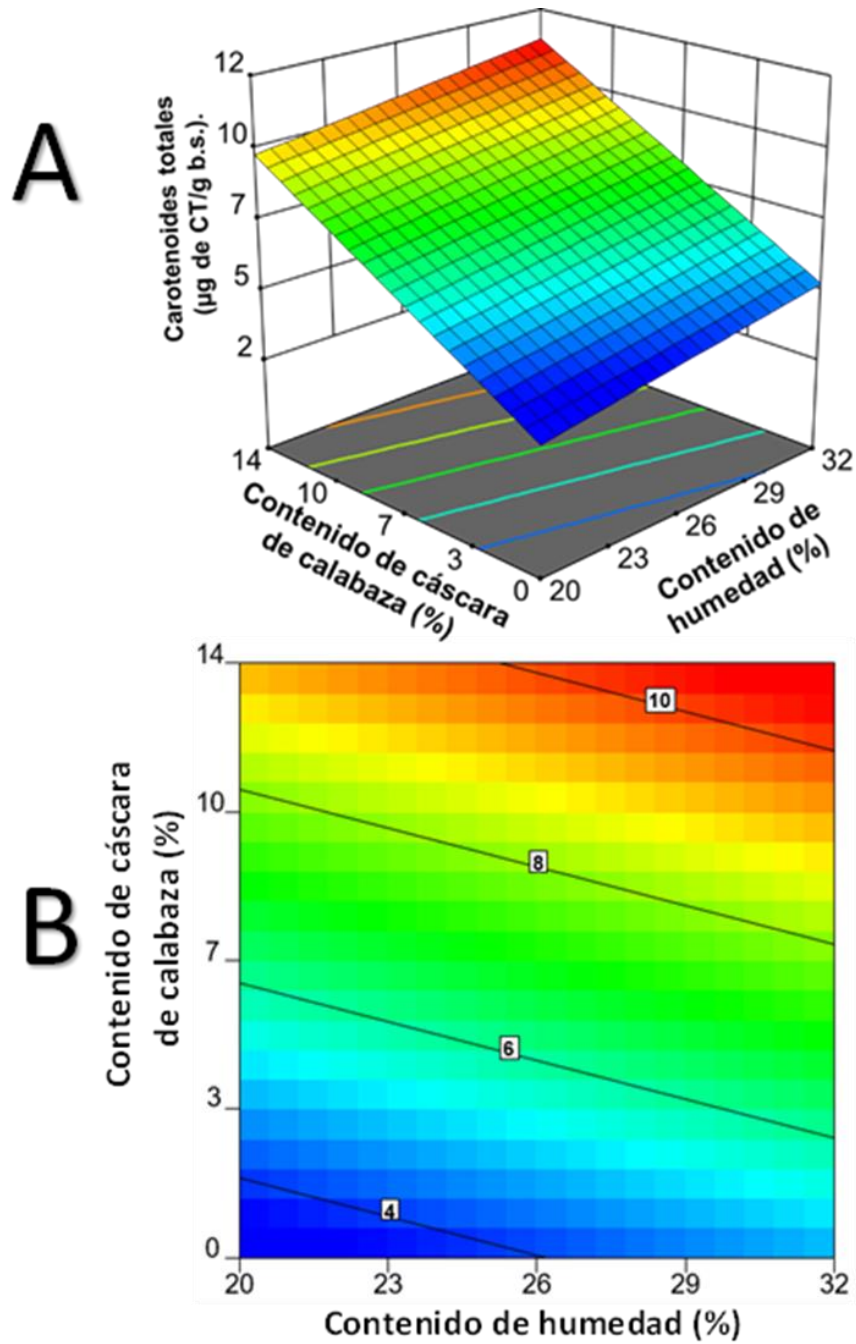 A
Carotenoides totales
(µg de CT/g b.s.).
12
10
7
5
2
14
10
7
3
0
20
23
26
29
32
Contenido de cáscara
de calabaza (%)
Contenido de
humedad (%)
B
Contenido de cáscara
de calabaza (%)
14
10
7
3
0
10
8
6
4
20
23
26
29
32
Contenido de humedad (%)